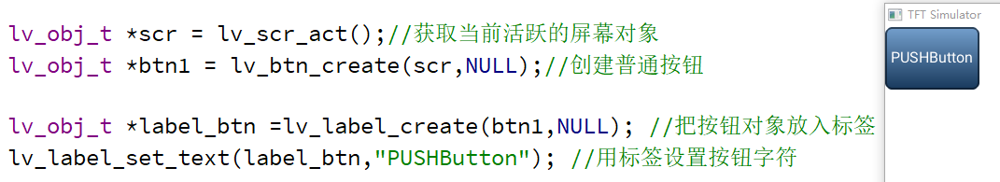 lv_obj_t *scr = lv_scr_act();//获取当前活跃的屏幕对象
lv_obj_t *btn1 = lv_btn_create(scr,NULL);//创建普通按钮
lv_obj_t *label_btn =lv_label_create(btn1,NULL); //把按钮对象放入标签
lv_label_set_text(label_btn,"PUSHButton"); //用标签设置按钮字符
TFT Simulator
PUSHButton